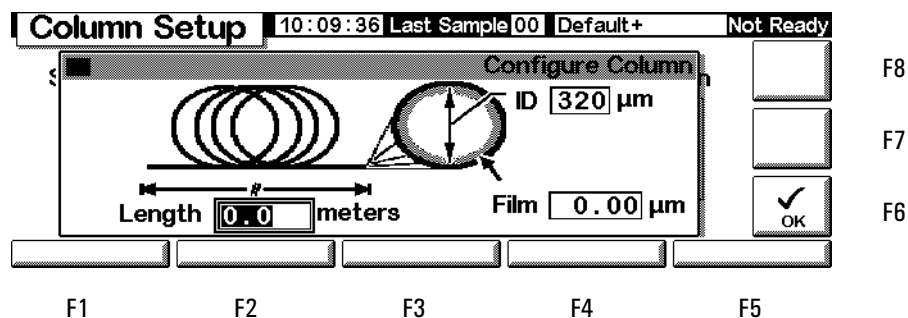 Column Setup 10:09:36 Last Sample 00 Default+ Not Ready
Configure Column
F8
ID 320 µm
F7
Length 0.0 meters
Film 0.00 µm
OK
F6
F1 F2 F3 F4 F5